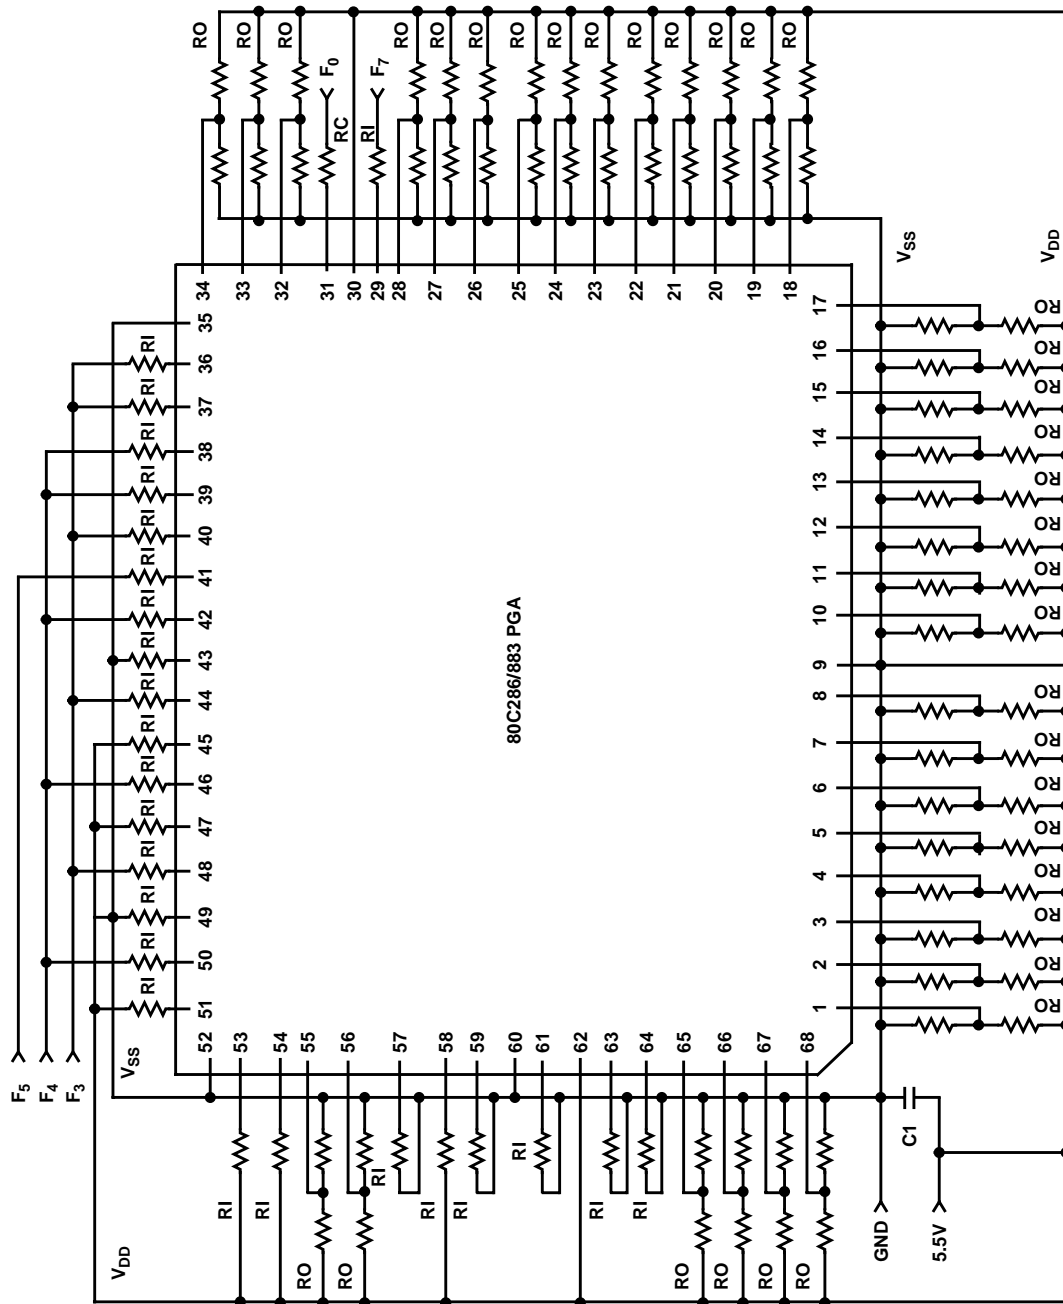 RO RO RO RO RO RO RO RO RO RO RO RO RO RO
F0
F7
RC
RI
34 33 32 31 30 29 28 27 26 25 24 23 22 21 20 19 18
35 36 37 38 39 40 41 42 43 44 45 46 47 48 49 50 51
RI RI RI RI RI RI RI RI RI RI RI RI RI RI RI RI
F5
F4
F3
VSS
80C286/883 PGA
17 16 15 14 13 12 11 10 9 8 7 6 5 4 3 2 1
VSS
VDD
RO RO RO RO RO RO RO RO RO RO RO RO RO RO RO RO
52 53 54 55 56 57 58 59 60 61 62 63 64 65 66 67 68
VDD
RI RI RO RO RI RI RI RI RI RI RO RO RO RO
GND
C1
5.5V